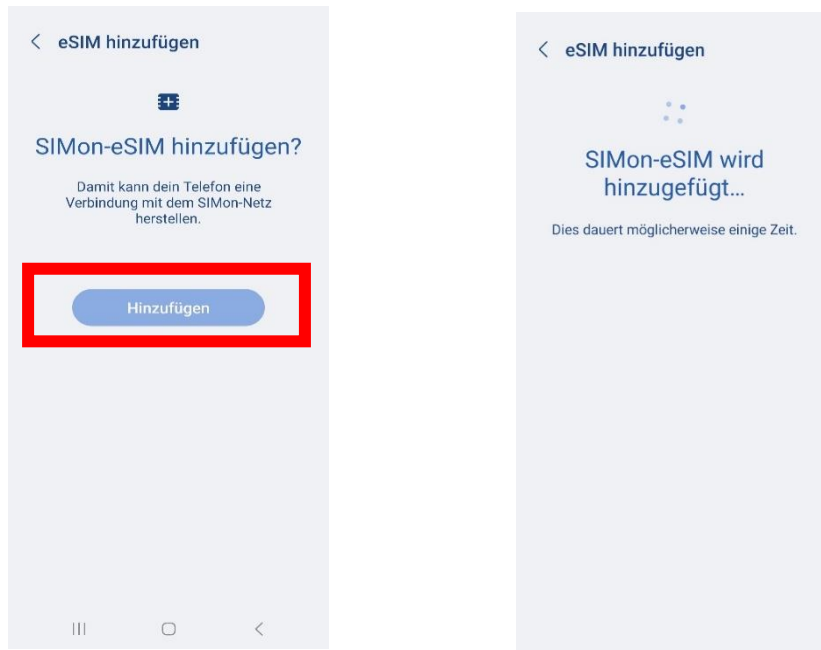 eSIM hinzufügen
SIMon-eSIM hinzufügen?
Damit kann dein Telefon eine
Verbindung mit dem SIMon-Netz
herstellen.
Hinzufügen
eSIM hinzufügen
SIMon-eSIM wird
hinzugefügt...
Dies dauert möglicherweise einige Zeit.